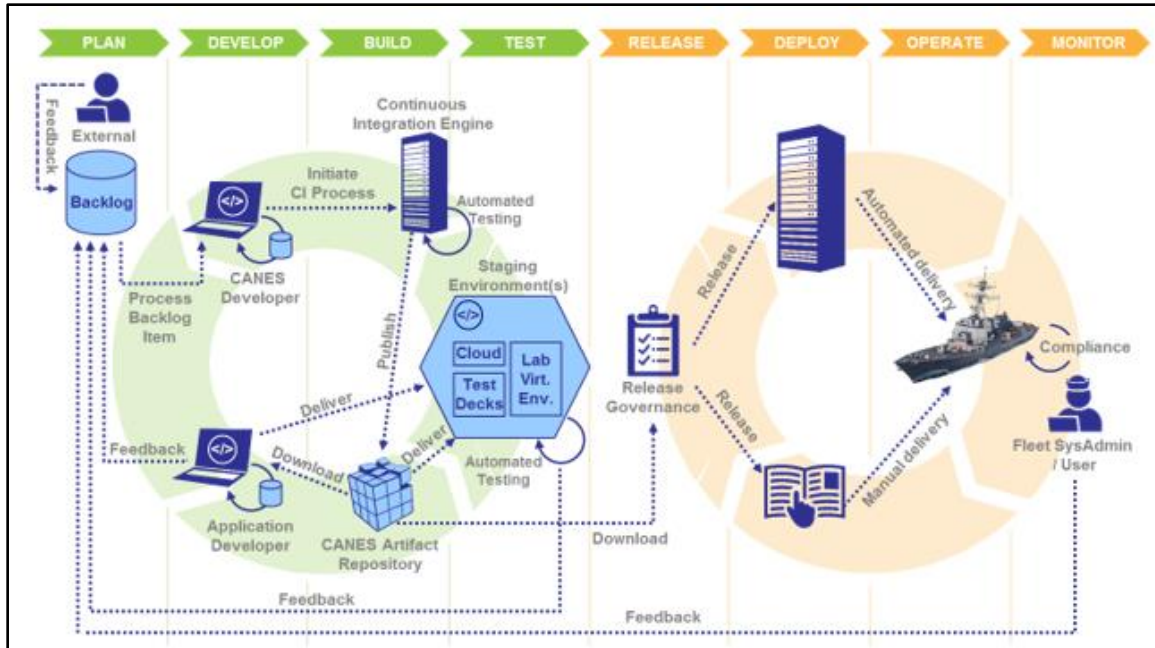 PLAN
DEVELOP
BUILD
TEST
RELEASE
DEPLOY
OPERATE
MONITOR
Feedback
External
Backlog
Process
Backlog
Item
</>
CANES
Developer
Initiate
CI Process
Continuous
Integration Engine
Automated
Testing
Publish
Staging
Environment(s)
</>
Cloud
Test
Decks
Lab
Virt.
Env.
Automated
Testing
Deliver
Feedback
</>
Application
Developer
Download
Deliver
CANES Artifact
Repository
Feedback
Download
Release
Governance
Release
Release
Automated delivery
Manual delivery
Compliance
Fleet SysAdmin
/ User
Feedback